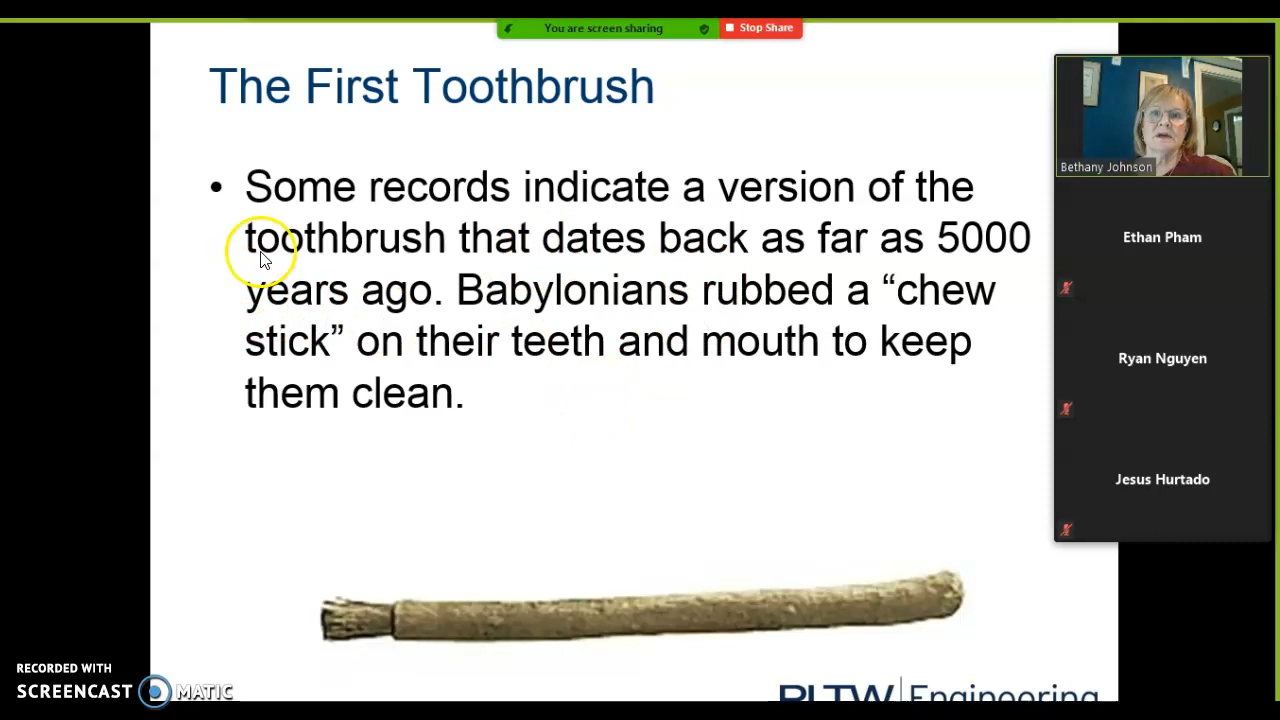 You are screen sharing
Stop Share
The First Toothbrush
• Some records indicate a version of the
toothbrush that dates back as far as 5000
years ago. Babylonians rubbed a “chew
stick” on their teeth and mouth to keep
them clean.
Bethany Johnson
Ethan Pham
Ryan Nguyen
Jesus Hurtado
RECORDED WITH
SCREENCAST MATIC
PLTW Engineering